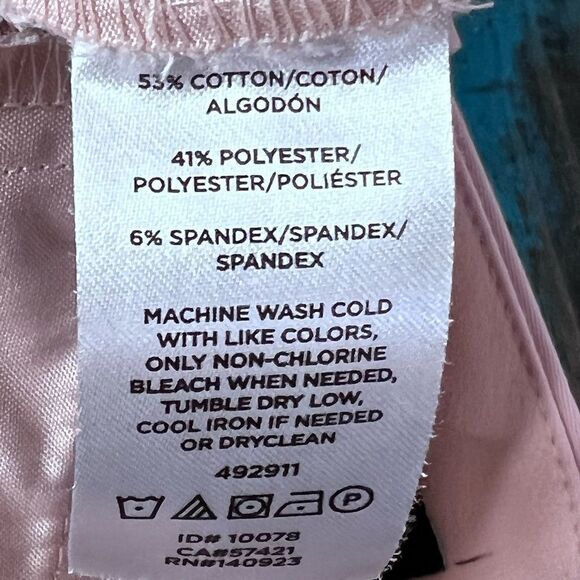 53% COTTON/COTON/
ALGODÓN
41% POLYESTER/
POLYESTER/POLIÉSTER
6% SPANDEX/SPANDEX/
SPANDEX
MACHINE WASH COLD
WITH LIKE COLORS,
ONLY NON-CHLORINE
BLEACH WHEN NEEDED,
TUMBLE DRY LOW,
COOL IRON IF NEEDED
OR DRYCLEAN
492911
P
ID# 10078
CA#57421
RN#140923